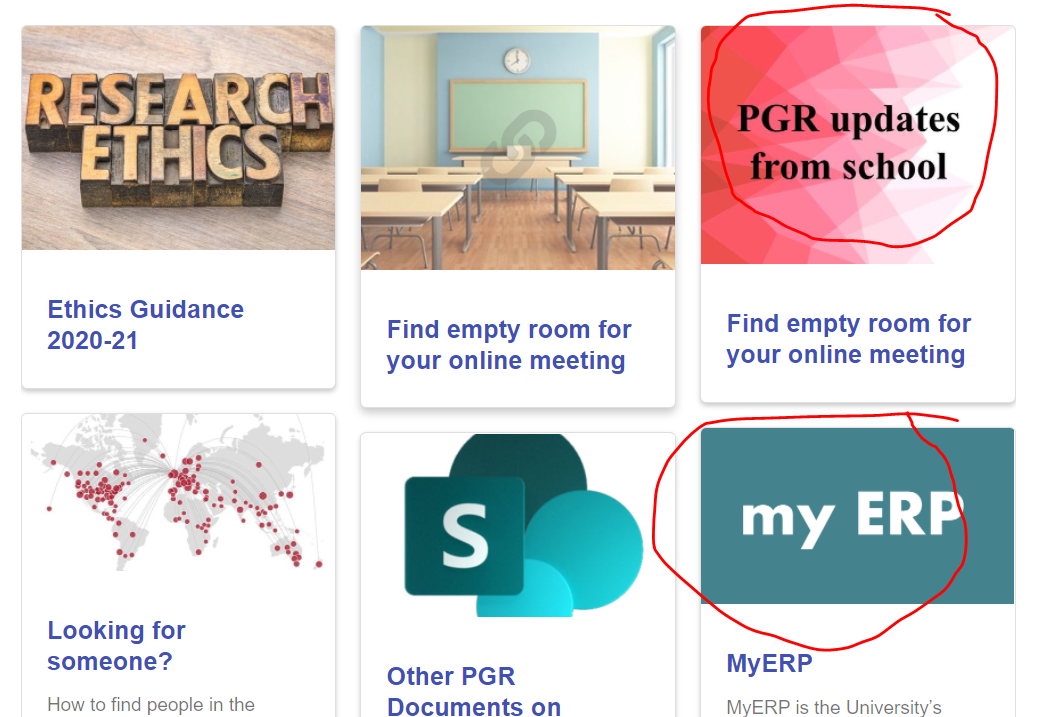 RESEARCH
ETHICS
Ethics Guidance
2020-21
Find empty room for
your online meeting
PGR updates
from school
Find empty room for
your online meeting
Looking for
someone?
How to find people in the
S
Other PGR
Documents on
my ERP
MyERP
MyERP is the University’s